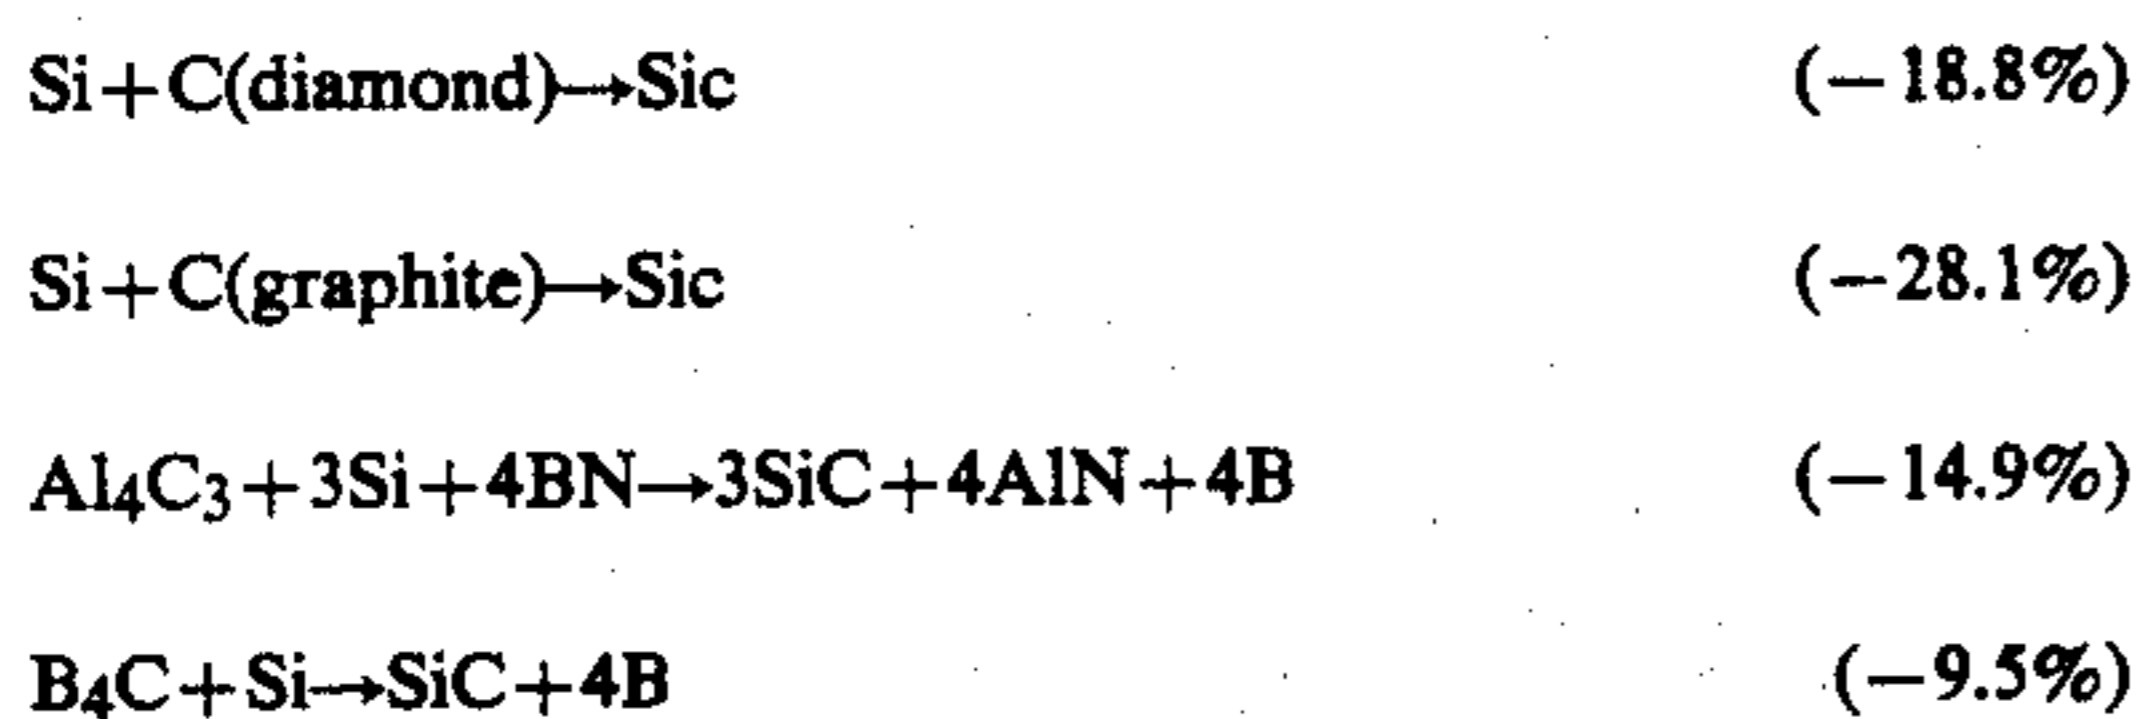 Si+C(diamond)→Sic (−18.8%)
Si+C(graphite)→Sic (−28.1%)
Al₄C₃+3Si+4BN→3SiC+4AlN+4B (−14.9%)
B₄C+Si→SiC+4B (−9.5%)